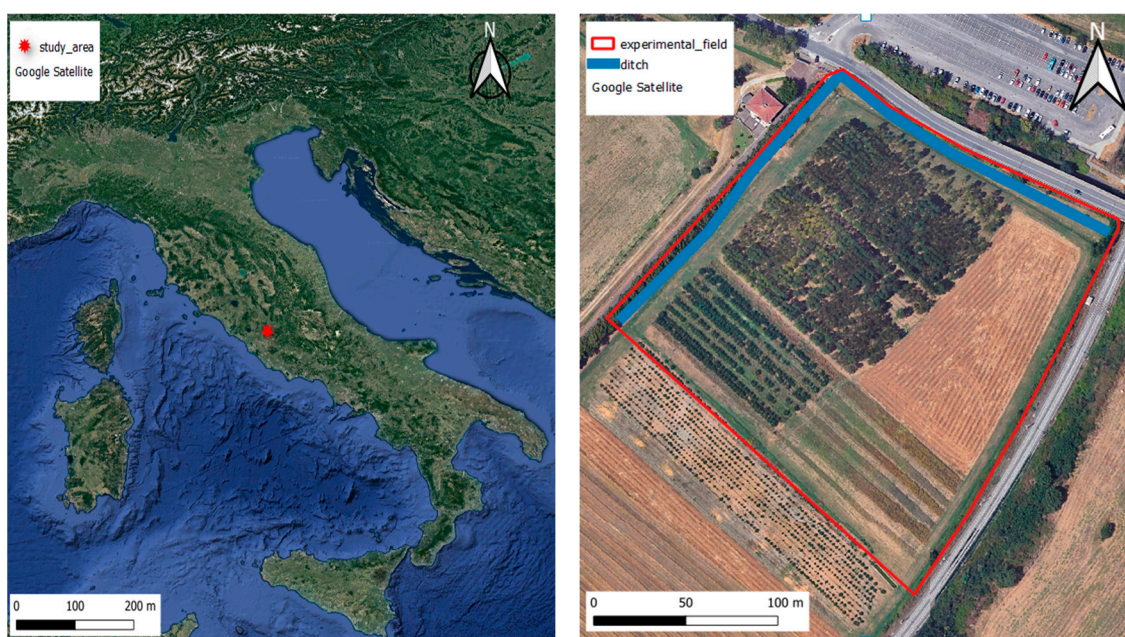 study_area
Google Satellite
N
0 100 200 m
experimental_field
ditch
Google Satellite
N
0 50 100 m